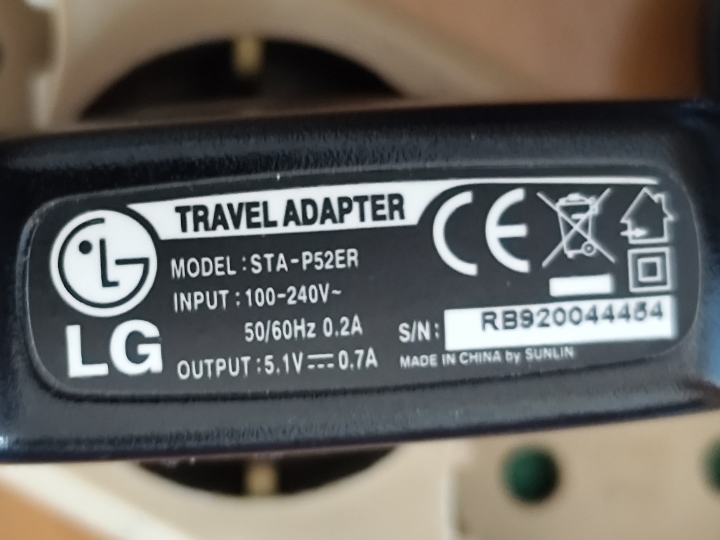 TRAVEL ADAPTER
LG
MODEL : STA-P52ER
INPUT : 100-240V~
50/60Hz 0.2A
OUTPUT : 5.1V⎓0.7A
CE
S/N : RB920044454
MADE IN CHINA by SUNLIN